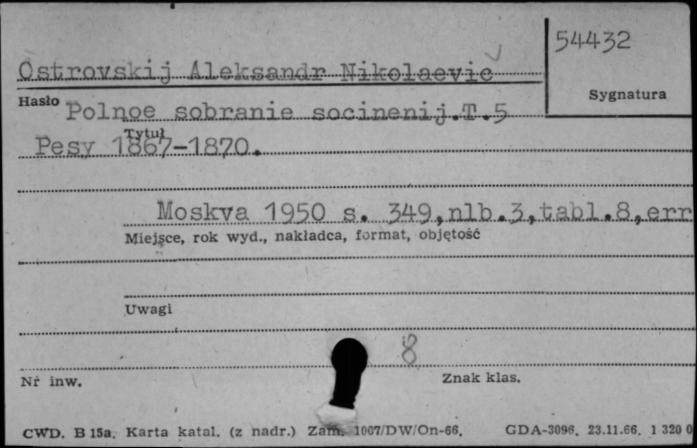 54432
Ostrovskij Aleksandr Nikolaevic
Sygnatura
Hasło
Polnoe sobranie socinenij.T.5
Tytuł
Pesy 1867-1870.
Moskva 1950 s. 349,nlb.3,tabl.8,err
Miejsce, rok wyd., nakładca, format, objętość
Uwagi
8
Nr inw.
Znak klas.
CWD. B 15a. Karta katal. (z nadr.) Zam. 1007/DW/On-66. GDA-3096. 23.11.66. 1 320 0